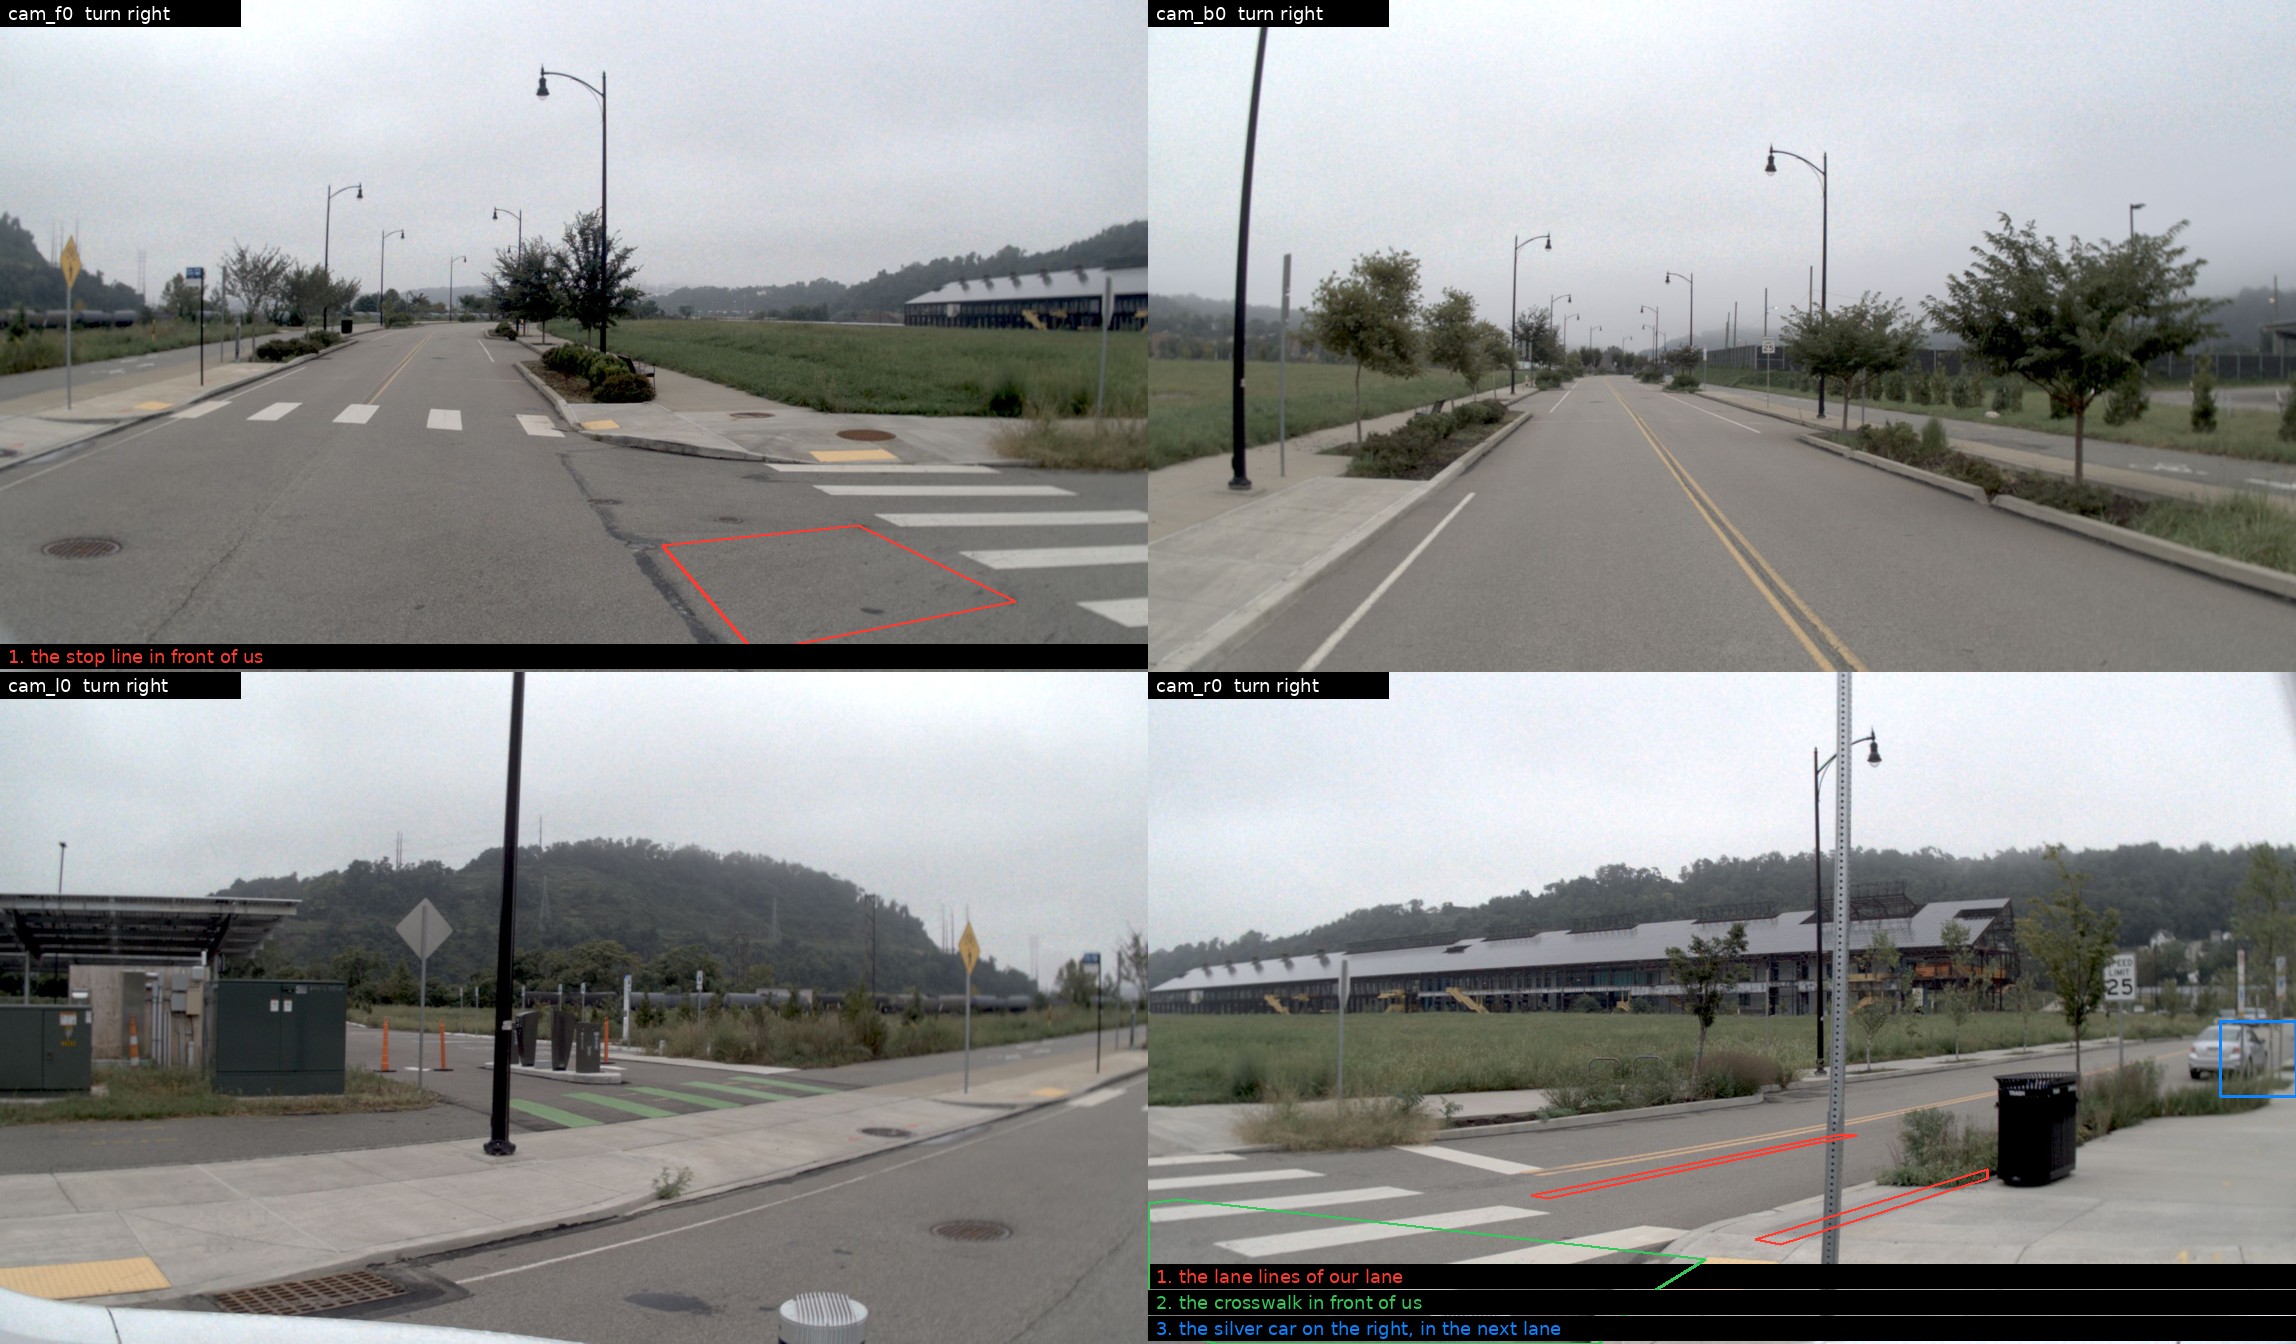 cam_f0 turn right
cam_b0 turn right
1. the stop line in front of us
cam_l0 turn right
cam_r0 turn right
SPEED
LIMIT
25
1. the lane lines of our lane
2. the crosswalk in front of us
3. the silver car on the right, in the next lane